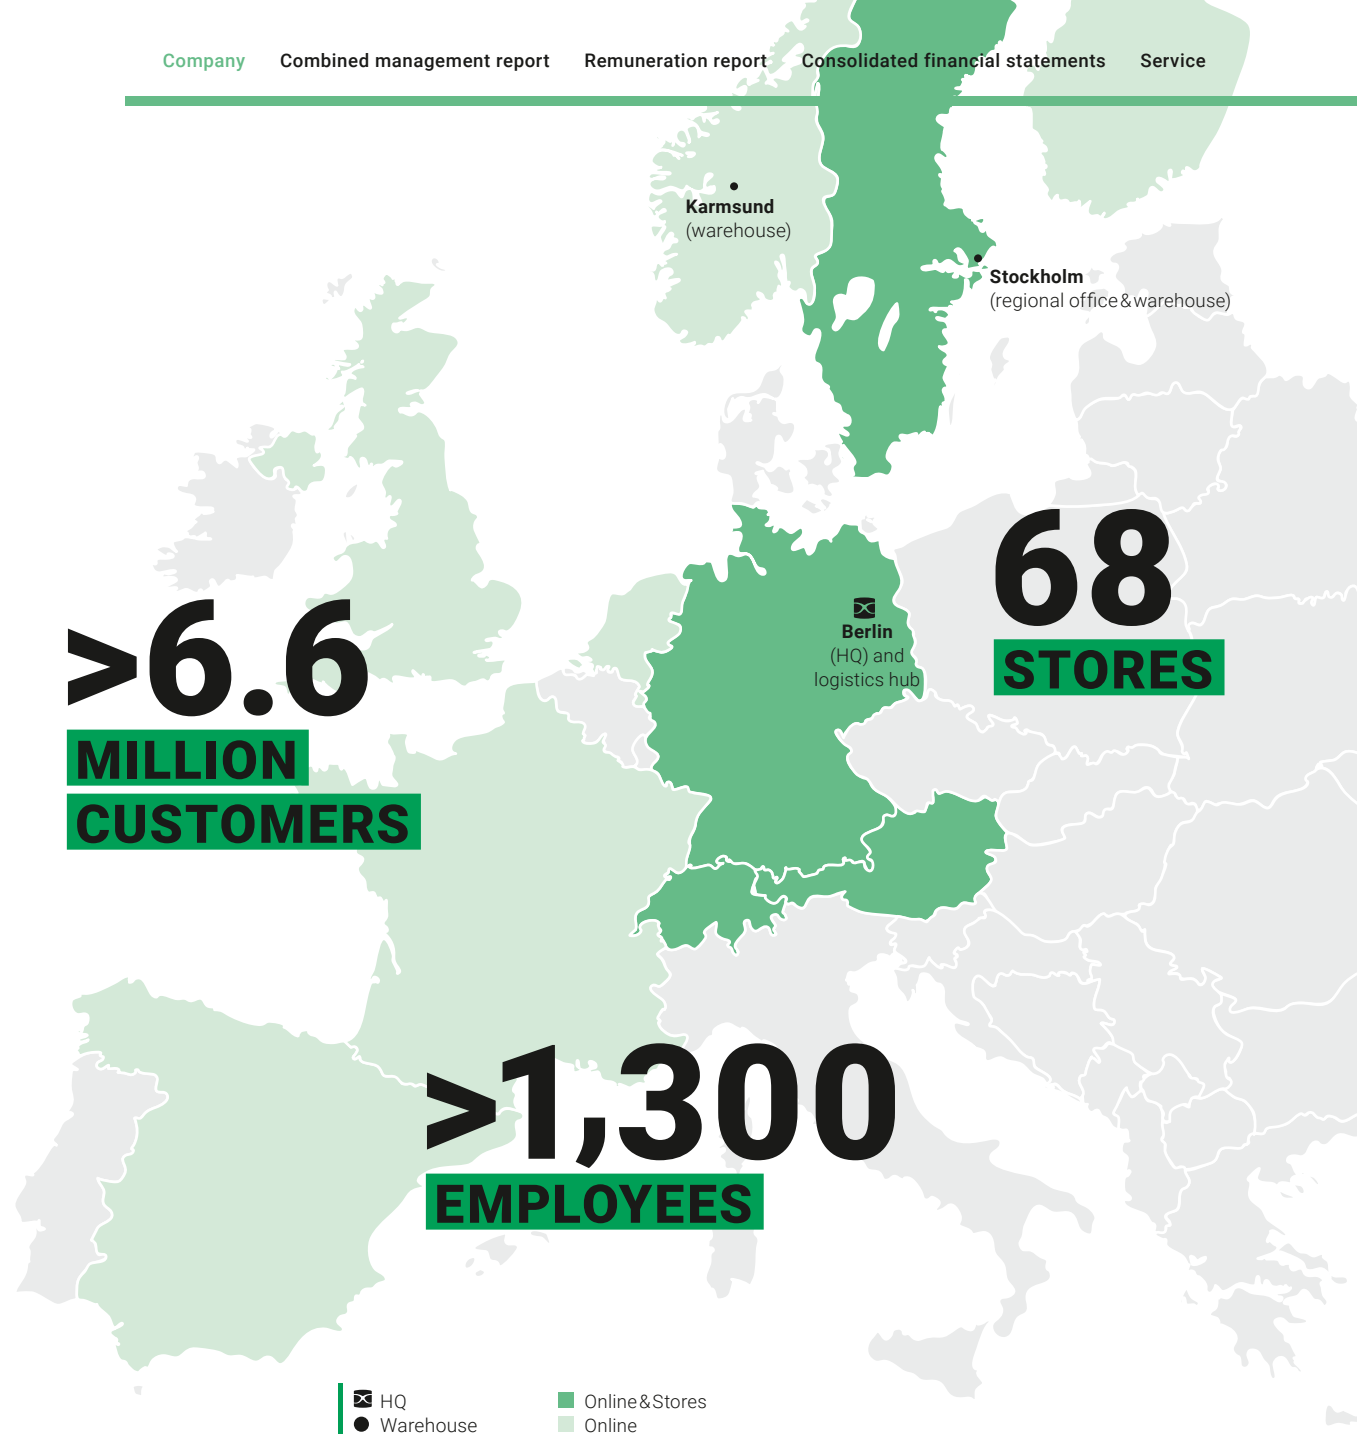 Company Combined management report Remuneration report Consolidated financial statements Service
Karmsund
(warehouse)
Stockholm
(regional office & warehouse)
68
STORES
Berlin
(HQ) and
logistics hub
>6.6
MILLION
CUSTOMERS
>1,300
EMPLOYEES
HQ
Warehouse
Online & Stores
Online